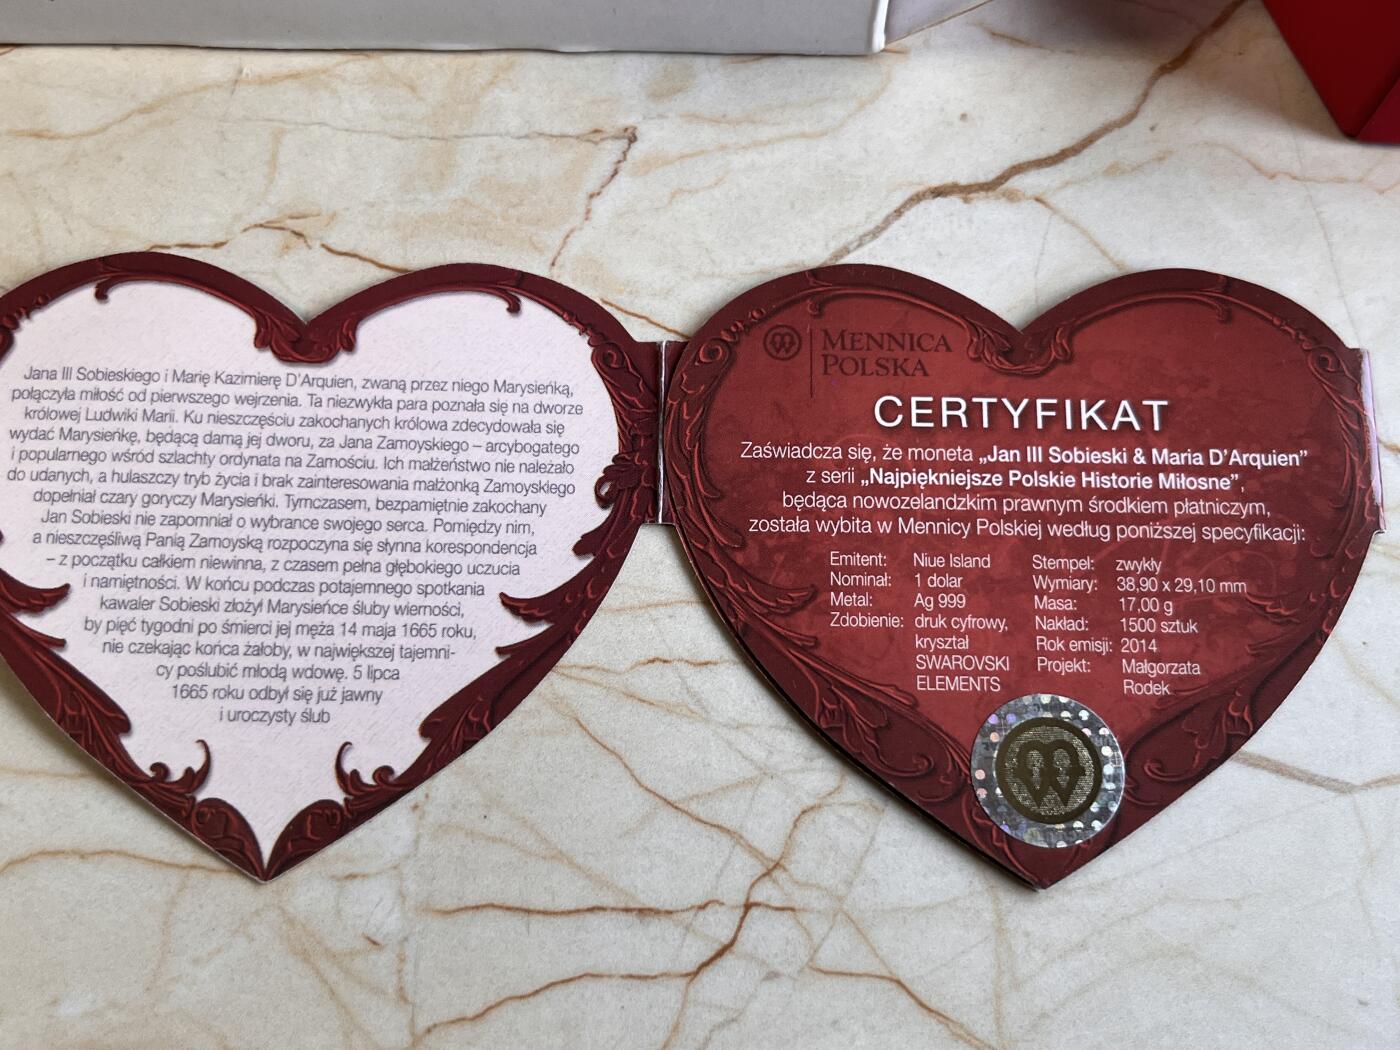 Jana III Sobieskiego i Marię Kazimierę D'Arquien, zwaną przez niego Marysieńką,
połączyła miłość od pierwszego wejrzenia. Ta niezwykła para poznała się na dworze
królowej Ludwiki Marii. Ku nieszczęściu zakochanych królowa zdecydowała się
wydać Marysieńkę, będącą damą jej dworu, za Jana Zamoyskiego – arcybogatego
i popularnego wśród szlachty ordynata na Zamościu. Ich małżeństwo nie należało
do udanych, a hulaszczy tryb życia i brak zainteresowania małżonką Zamoyskiego
dopełniał czary goryczy Marysieńki. Tymczasem, bezpamiętnie zakochany
Jan Sobieski nie zapomniał o wybrance swojego serca. Pomiędzy nim,
a nieszczęśliwą Panią Zamoyską rozpoczyna się słynna korespondencja
– z początku całkiem niewinna, z czasem pełna głębokiego uczucia
i namiętności. W końcu podczas potajemnego spotkania
kawaler Sobieski złożył Marysieńce śluby wierności,
by pięć tygodni po śmierci jej męża 14 maja 1665 roku,
nie czekając końca żałoby, w największej tajemni-
cy poślubić młodą wdowę. 5 lipca
1665 roku odbył się już jawny
i uroczysty ślub
MENNICA
POLSKA
CERTYFIKAT
Zaświadcza się, że moneta „Jan III Sobieski & Maria D'Arquien"
z serii „Najpiękniejsze Polskie Historie Miłosne",
będąca nowozelandzkim prawnym środkiem płatniczym,
została wybita w Mennicy Polskiej według poniższej specyfikacji:
Emitent: Niue Island
Nominał: 1 dolar
Metal: Ag 999
Zdobienie: druk cyfrowy,
kryształ
SWAROVSKI
ELEMENTS
Stempel: zwykły
Wymiary: 38,90 x 29,10 mm
Masa: 17,00 g
Nakład: 1500 sztuk
Rok emisji: 2014
Projekt: Małgorzata
Rodek